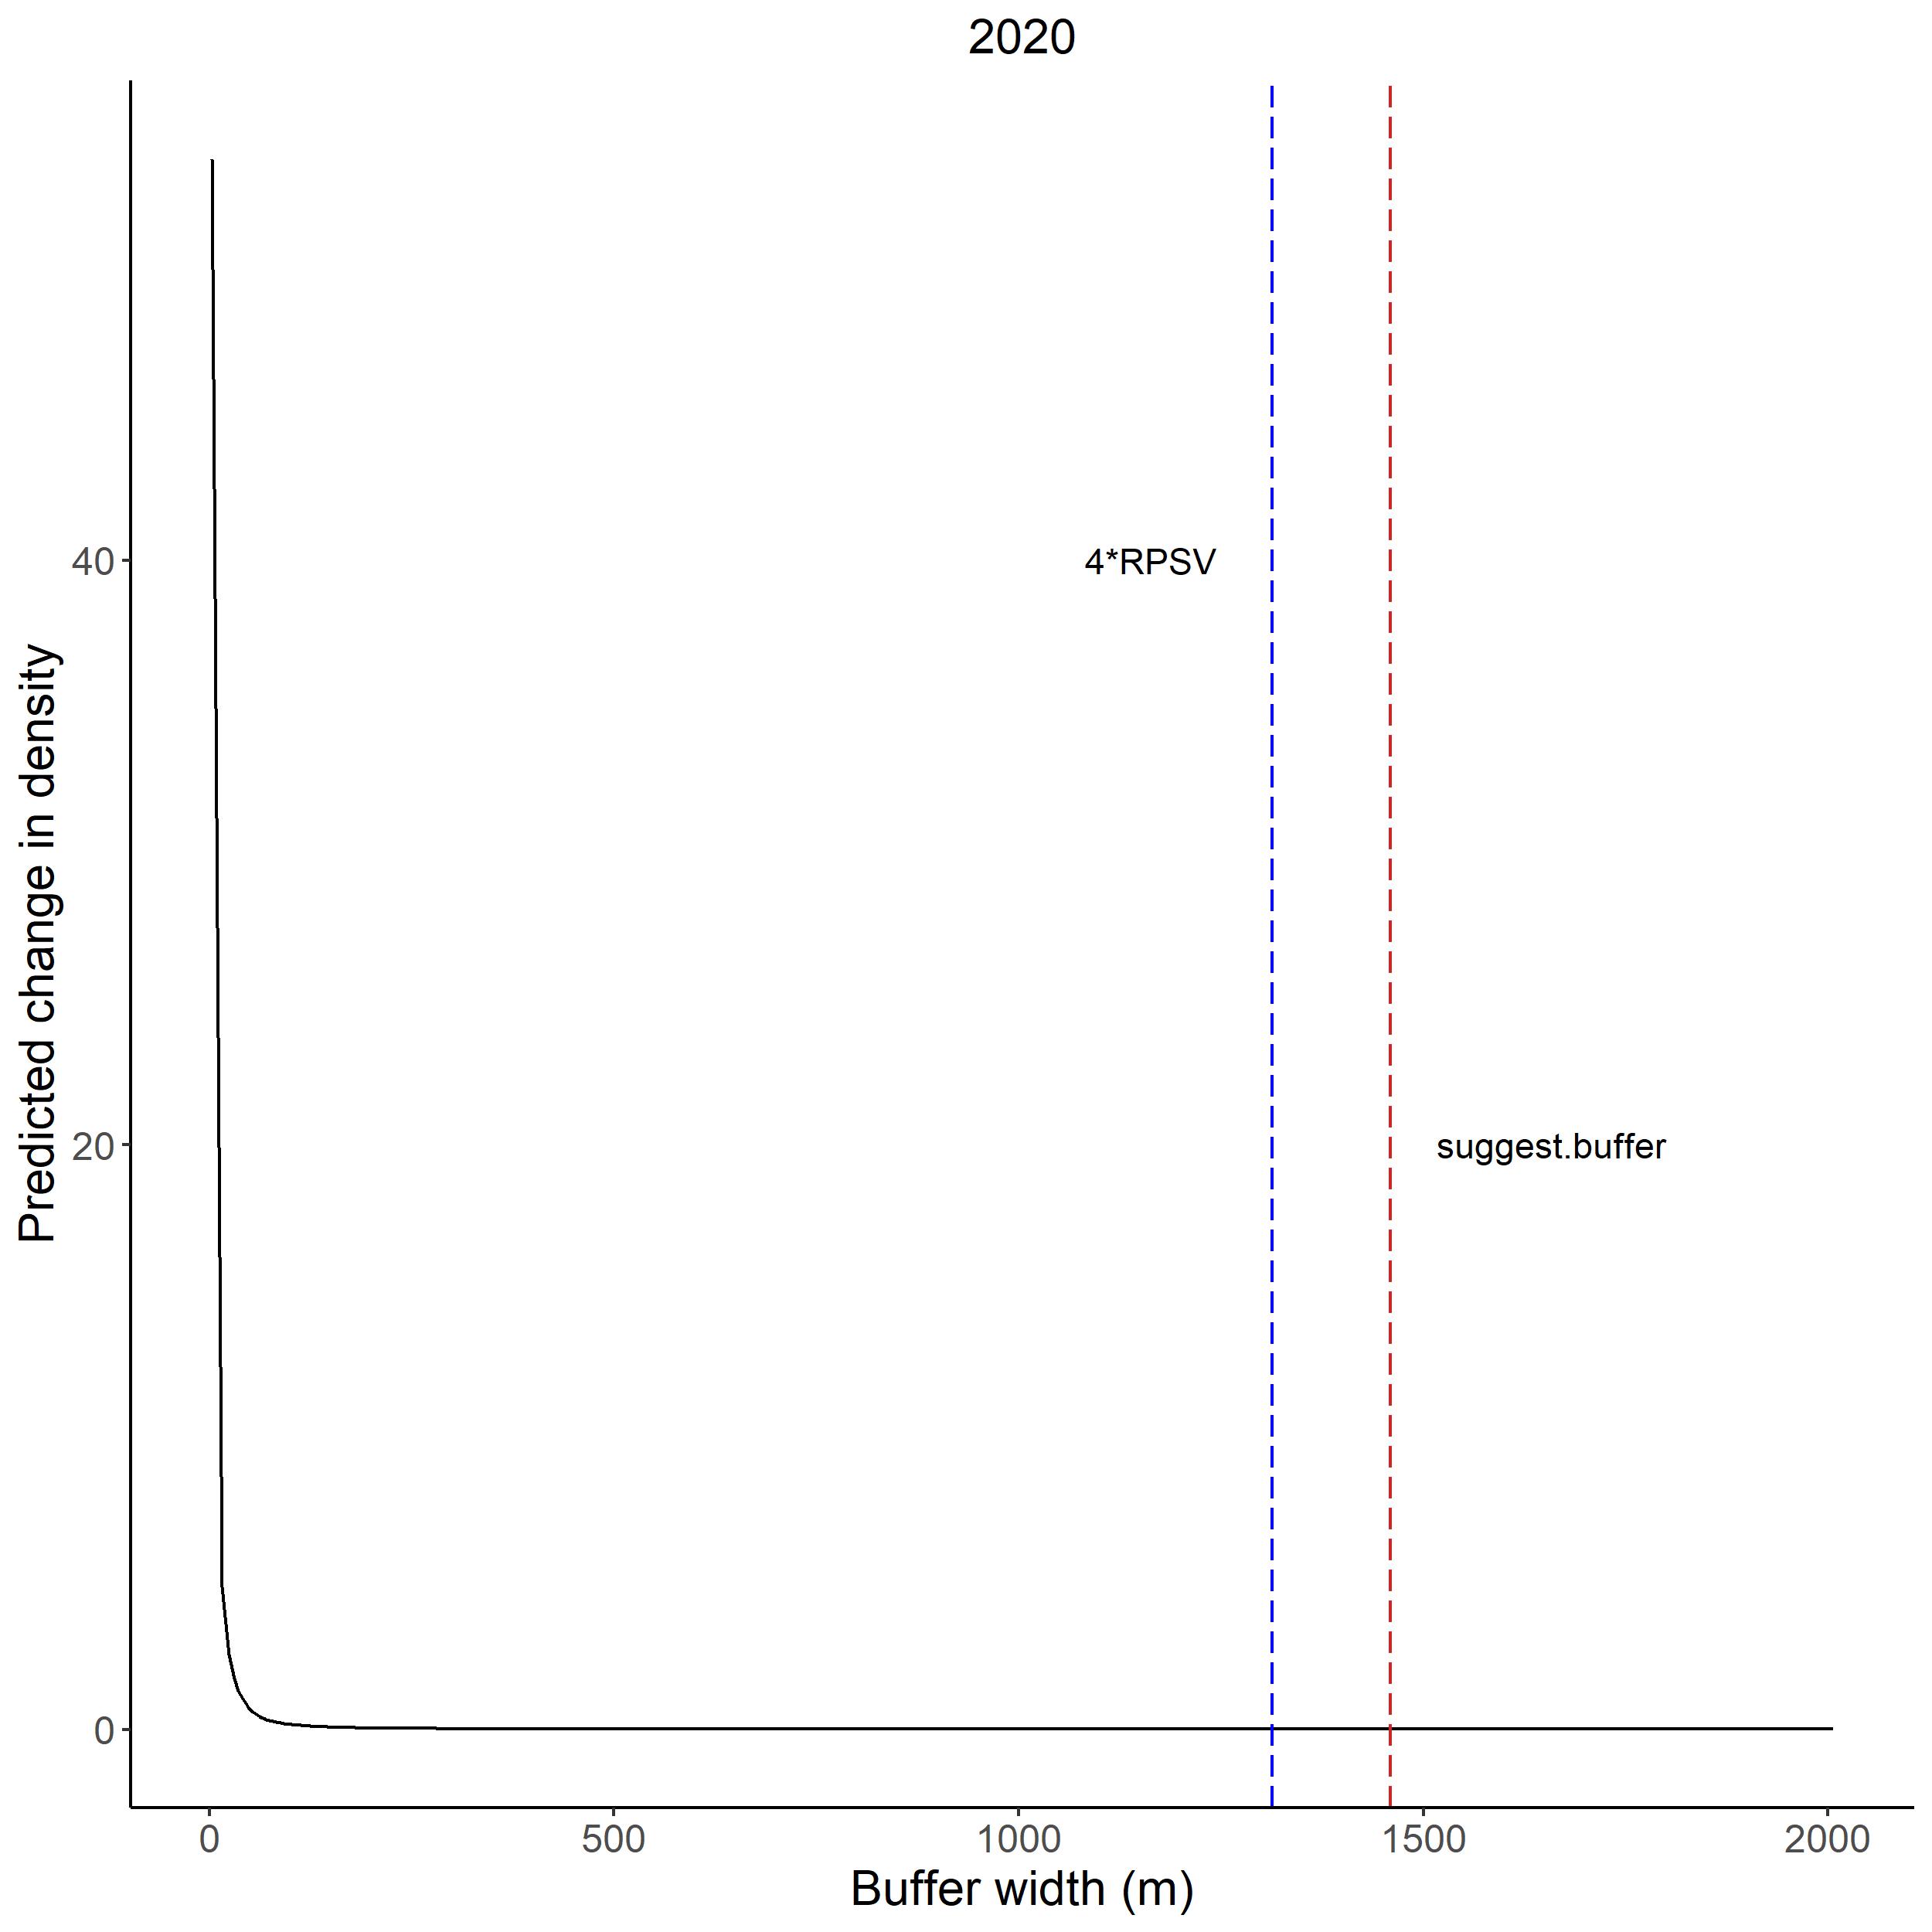 2020
Predicted change in density
40
20
0
4*RPSV
suggest.buffer
0 500 1000 1500 2000
Buffer width (m)